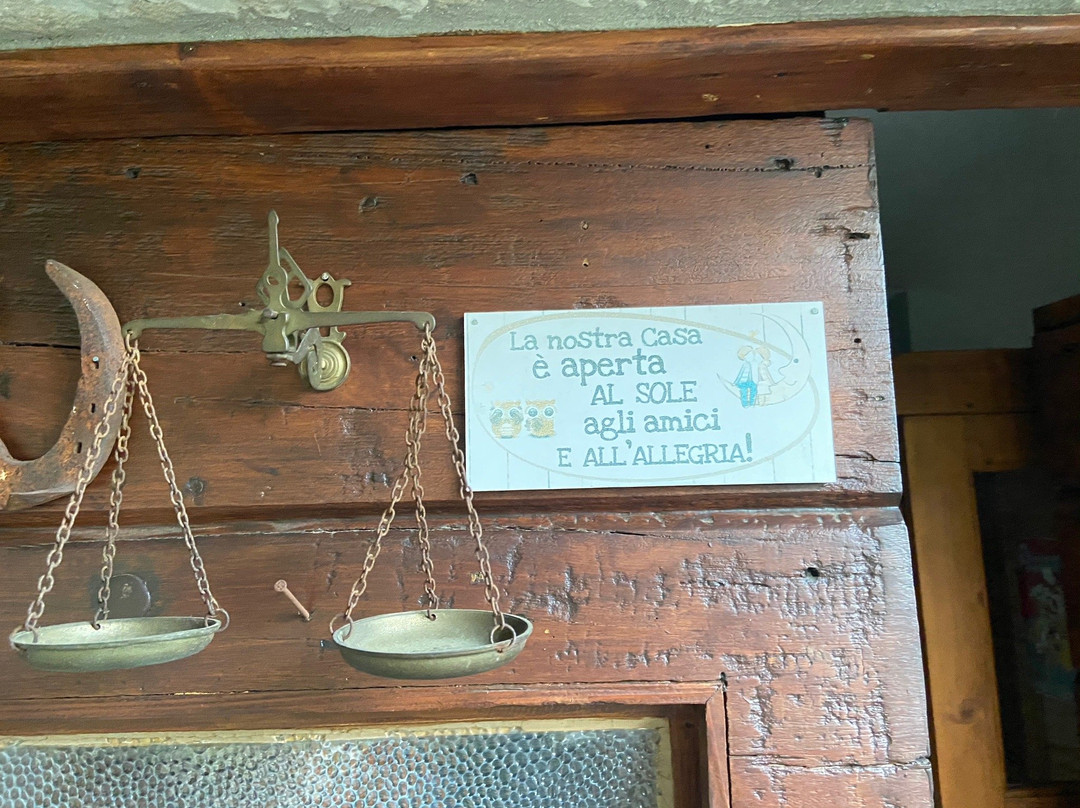 La nostra Casa
è aperta
AL SOLE
agli amici
E ALL'ALLEGRIA!